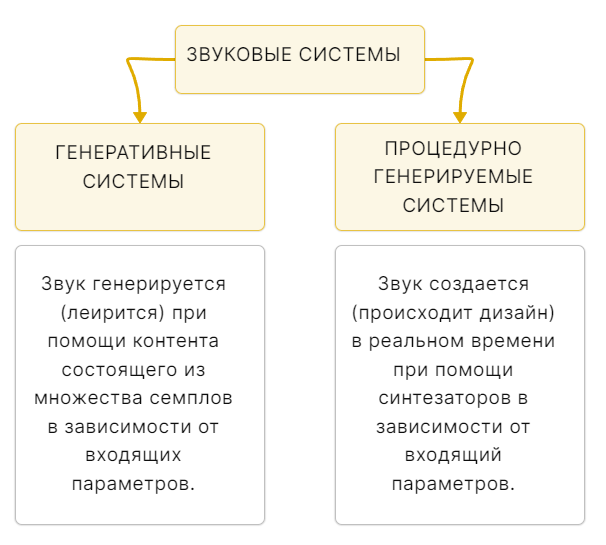 ЗВУКОВЫЕ СИСТЕМЫ
ГЕНЕРАТИВНЫЕ
СИСТЕМЫ
Звук генерируется
(леирится) при
помощи контента
состоящего из
множества семплов
в зависимости от
входящих
параметров.
ПРОЦЕДУРНО
ГЕНЕРИРУЕМЫЕ
СИСТЕМЫ
Звук создается
(происходит дизайн)
в реальном времени
при помощи
синтезаторов в
зависимости от
входящий
параметров.